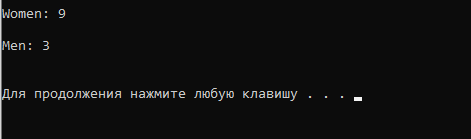 Women: 9
Men: 3
Для продолжения нажмите любую клавишу . . .